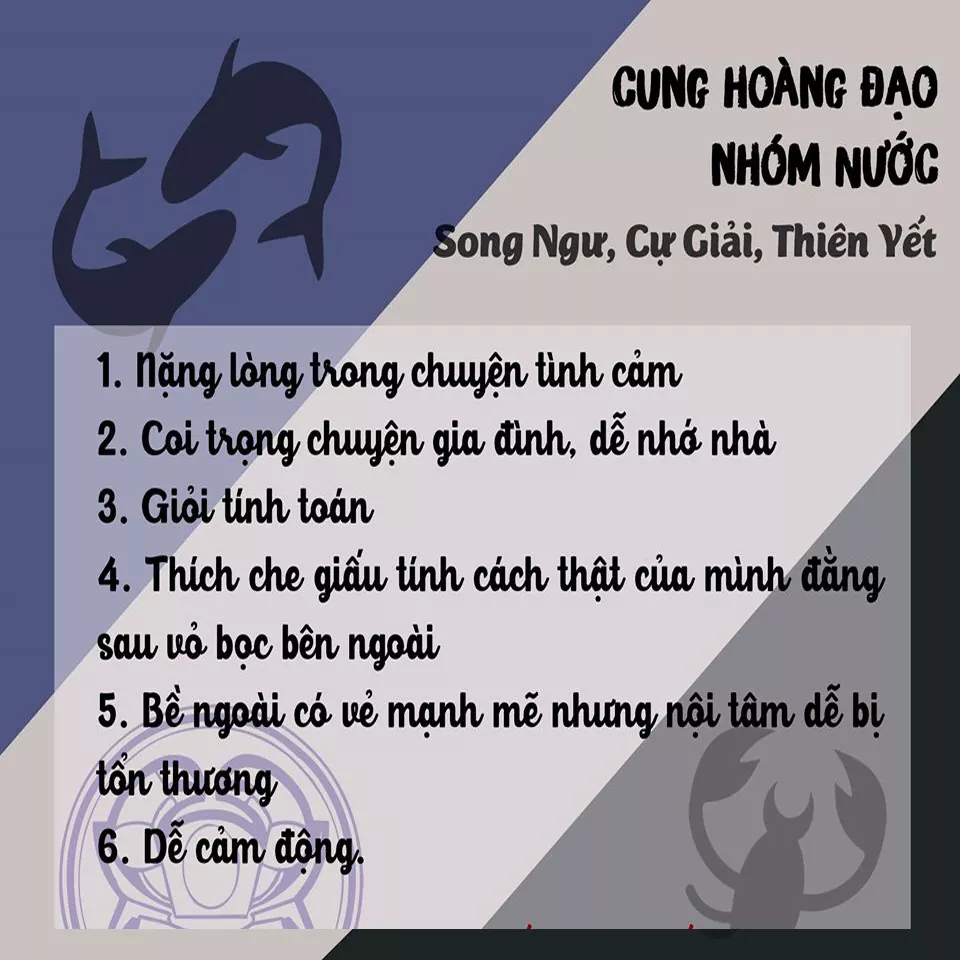 CUNG HOÀNG ĐẠO
NHÓM NƯỚC
Song Ngư, Cự Giải, Thiên Yết
1. Nặng lòng trong chuyện tình cảm
2. Coi trọng chuyện gia đình, dễ nhớ nhà
3. Giỏi tính toán
4. Thích che giấu tính cách thật của mình đằng
sau vỏ bọc bên ngoài
5. Bề ngoài có vẻ mạnh mẽ nhưng nội tâm dễ bị
tổn thương
6. Dễ cảm động.